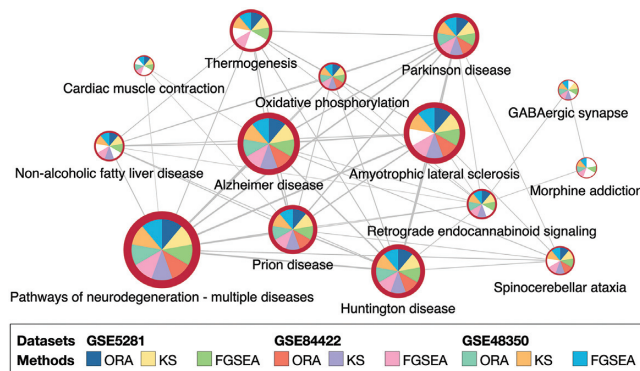 Thermogenesis
Parkinson disease
Cardiac muscle contraction
Oxidative phosphorylation
GABAergic synapse
Non-alcoholic fatty liver disease
Alzheimer disease
Amyotrophic lateral sclerosis
Morphine addiction
Retrograde endocannabinoid signaling
Prion disease
Spinocerebellar ataxia
Pathways of neurodegeneration - multiple diseases
Huntington disease
Datasets GSE5281 GSE84422 GSE48350
Methods ORA KS FGSEA ORA KS FGSEA ORA KS FGSEA